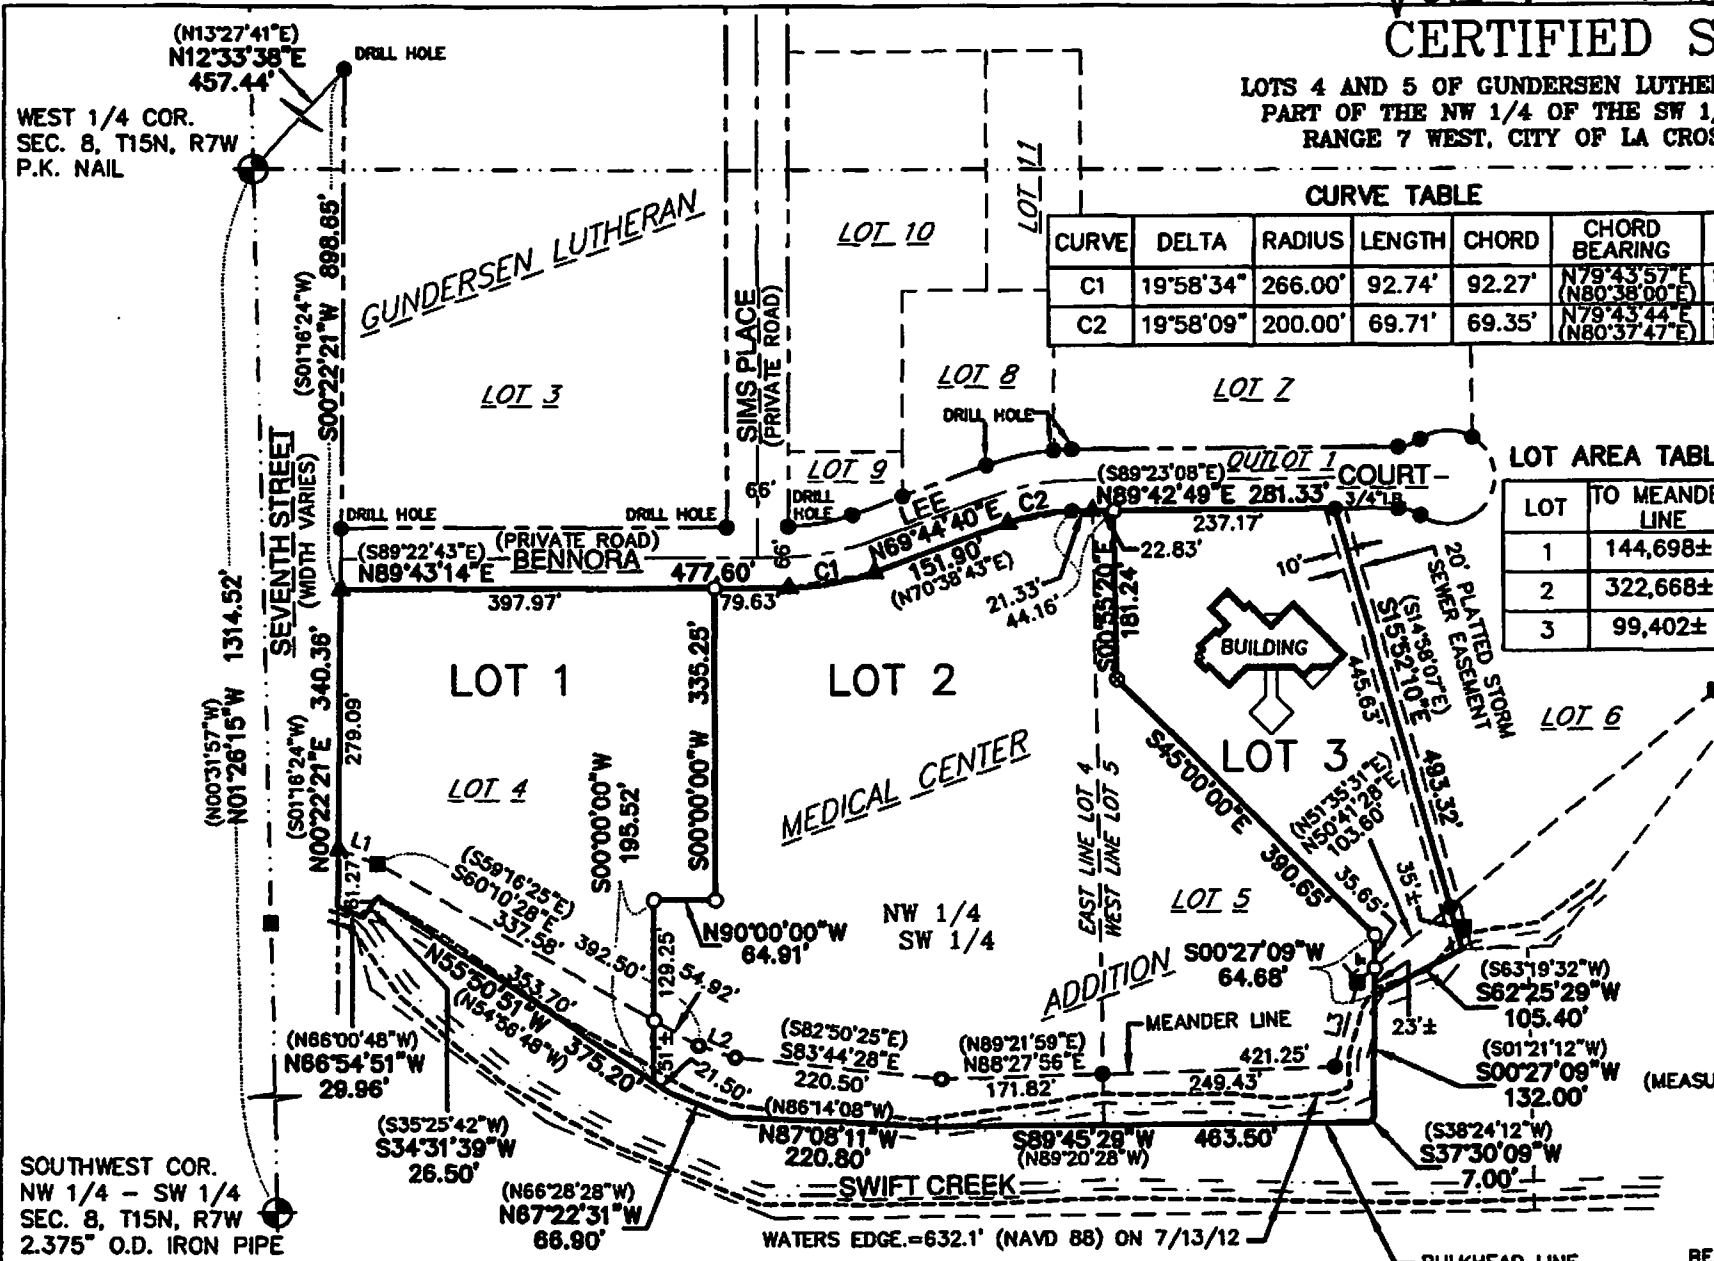 CERTIFIED S
LOTS 4 AND 5 OF GUNDERSEN LUTHE
PART OF THE NW 1/4 OF THE SW 1/
RANGE 7 WEST, CITY OF LA CROS
(N13°27'41"E)
N12°33'38"E
457.44'
DRILL HOLE
WEST 1/4 COR.
SEC. 8, T15N, R7W
P.K. NAIL
CURVE TABLE
CURVE DELTA RADIUS LENGTH CHORD CHORD BEARING
C1 19°58'34" 266.00' 92.74' 92.27' N79°43'57"E (N80°38'00"E)
C2 19°58'09" 200.00' 69.71' 69.35' N79°43'44"E (N80°37'47"E)
GUNDERSEN LUTHERAN
LOT 3
LOT 10
LOT 11
LOT 8
LOT 7
LOT 9
DRILL HOLE
SIMS PLACE
(PRIVATE ROAD)
66'
66'
(S01°16'24"W)
S00°22'21"W 898.65'
SEVENTH STREET
(WIDTH VARIES)
(N00°31'57"W)
N01°26'15"W 1314.52'
DRILL HOLE
DRILL HOLE
DRILL HOLE
(PRIVATE ROAD)
BENNORA
(S89°22'43"E)
N89°43'14"E
477.60'
397.97'
79.63'
LEE
C1
C2
N69°44'40"E
151.90'
(N70°38'43"E)
OUTLOT 1
COURT
(S89°23'08"E)
N89°42'49"E 281.33'
237.17'
3/4" I.B.
22.83'
21.33'
44.16'
LOT AREA TABL
LOT TO MEANDE LINE
1 144,698±
2 322,668±
3 99,402±
S00°35'20"E
181.24'
10'
20' PLATTED STORM
SEWER EASEMENT
(S14°58'07"E)
S15°52'10"E
493.32'
445.63'
BUILDING
LOT 1
LOT 2
LOT 3
LOT 4
LOT 5
LOT 6
(S01°16'24"W)
N00°22'21"E 340.36'
279.09'
61.27'
S00°00'00"W 335.25'
S00°00'00"W
195.52'
MEDICAL CENTER
ADDITION
NW 1/4
SW 1/4
EAST LINE LOT 4
WEST LINE LOT 5
S45°00'00"E
390.65'
(N51°35'31"E)
N50°41'28"E
103.60'
35.65'
35'±
L1
(S59°16'25"E)
S60°10'28"E
337.58'
392.50'
54.92'
129.25'
N90°00'00"W
64.91'
353.70'
N55°50'51"W
(N54°56'48"W)
375.20'
51'±
21.50'
L2
(S82°50'25"E)
S83°44'28"E
220.50'
(N89°21'59"E)
N88°27'56"E
171.82'
MEANDER LINE
421.25'
249.43'
L3
S00°27'09"W
64.68'
23'±
(S63°19'32"W)
S62°25'29"W
105.40'
(S01°21'12"W)
S00°27'09"W
132.00'
(MEASU
(S38°24'12"W)
S37°30'09"W
7.00'
(N66°00'48"W)
N66°54'51"W
29.96'
(S35°25'42"W)
S34°31'39"W
26.50'
(N66°28'28"W)
N67°22'31"W
66.90'
(N86°14'08"W)
N87°08'11"W
220.80'
S89°45'29"W 463.50'
(N89°20'28"W)
SWIFT CREEK
SOUTHWEST COR.
NW 1/4 - SW 1/4
SEC. 8, T15N, R7W
2.375" O.D. IRON PIPE
WATERS EDGE.=632.1' (NAVD 88) ON 7/13/12
BULKHEAD LINE
BE